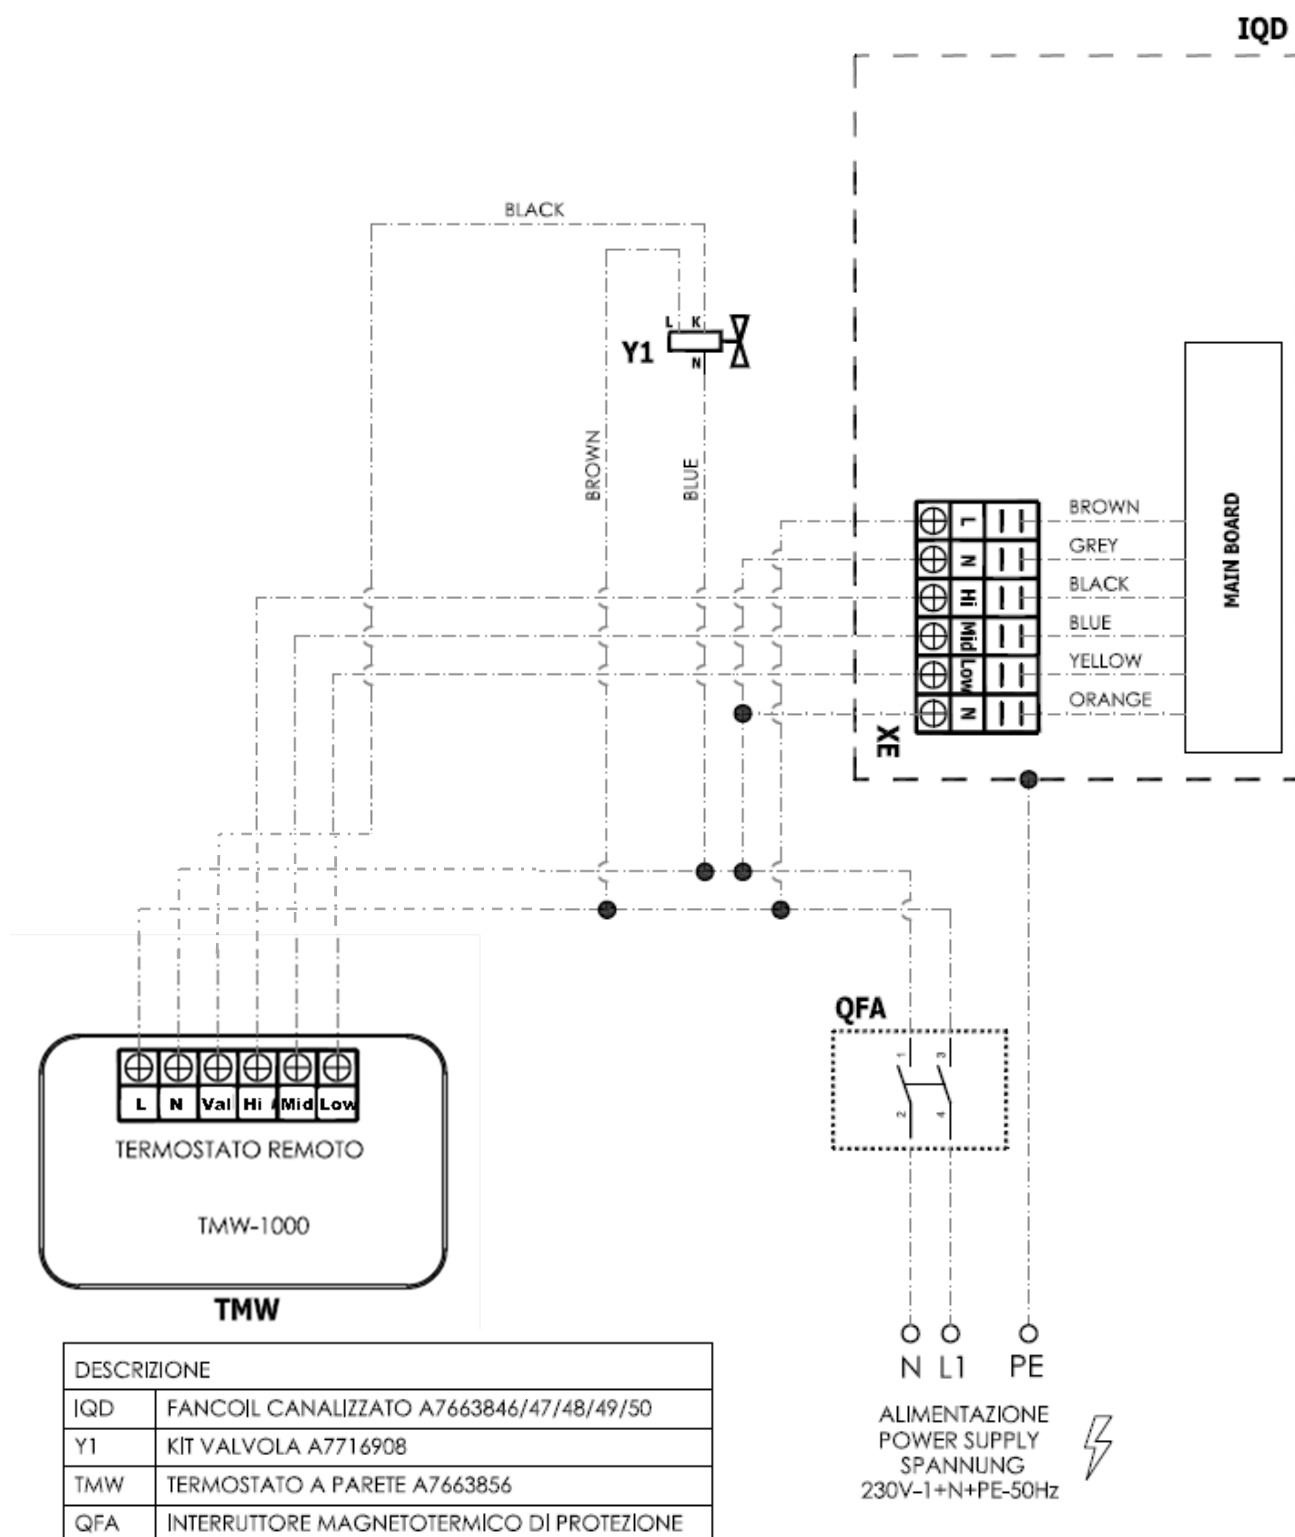 IQD
BLACK
L K
Y1
N
BROWN
BLUE
L
N
Hi
Mid
Low
N
XE
BROWN
GREY
BLACK
BLUE
YELLOW
ORANGE
MAIN BOARD
QFA
1 3
2 4
L N Val Hi Mid Low
TERMOSTATO REMOTO
TMW-1000
TMW
N L1 PE
ALIMENTAZIONE
POWER SUPPLY
SPANNUNG
230V-1+N+PE-50Hz
DESCRIZIONE
IQD FANCOIL CANALIZZATO A7663846/47/48/49/50
Y1 KIT VALVOLA A7716908
TMW TERMOSTATO A PARETE A7663856
QFA INTERRUTTORE MAGNETOTERMICO DI PROTEZIONE